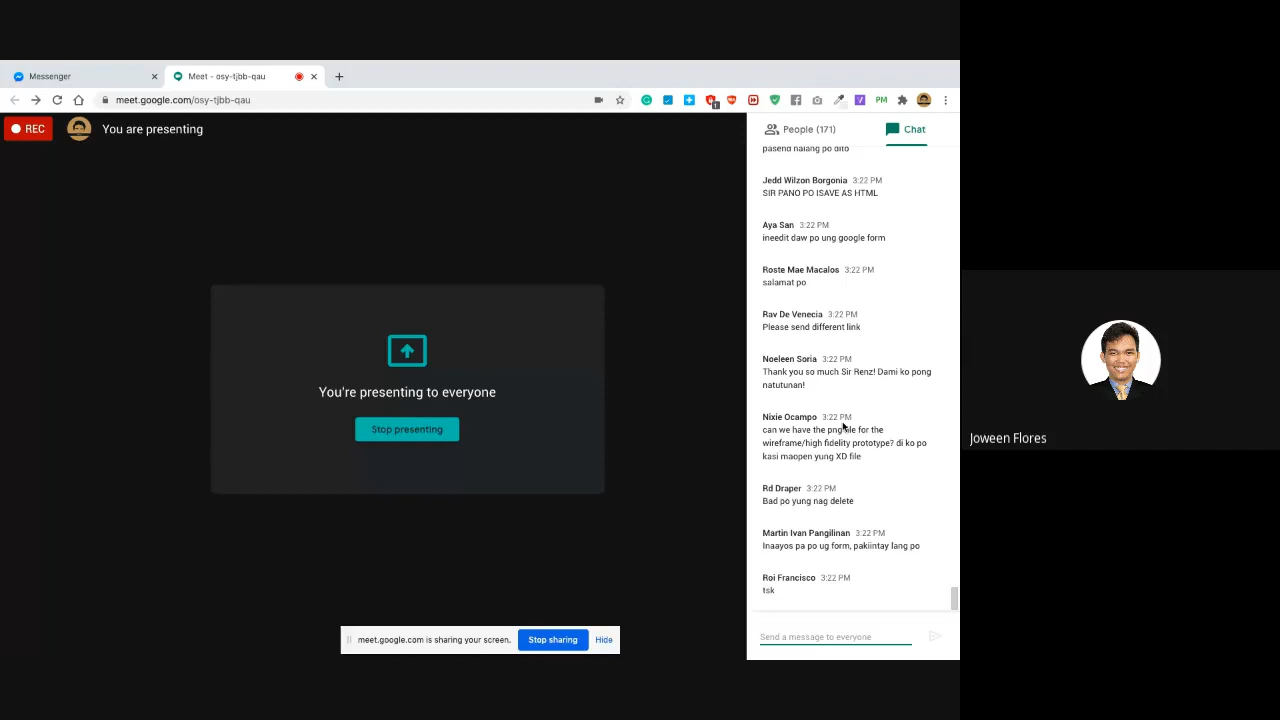 Messenger
Meet - osy-tjbb-qau
meet.google.com/osy-tjbb-qau
1
PM
REC
You are presenting
People (171)
Chat
pasend nalang po dito
Jedd Wilzon Borgonia 3:22 PM
SIR PANO PO ISAVE AS HTML
Aya San 3:22 PM
ineedit daw po ung google form
Roste Mae Macalos 3:22 PM
salamat po
Rav De Venecia 3:22 PM
Please send different link
Noeleen Soria 3:22 PM
Thank you so much Sir Renz! Dami ko pong
natutunan!
Nixie Ocampo 3:22 PM
can we have the png file for the
wireframe/high fidelity prototype? di ko po
kasi maopen yung XD file
Rd Draper 3:22 PM
Bad po yung nag delete
Martin Ivan Pangilinan 3:22 PM
Inaayos pa po ug form, pakiintay lang po
Roi Francisco 3:22 PM
tsk
Send a message to everyone
You're presenting to everyone
Stop presenting
meet.google.com is sharing your screen.
Stop sharing
Hide
Joween Flores